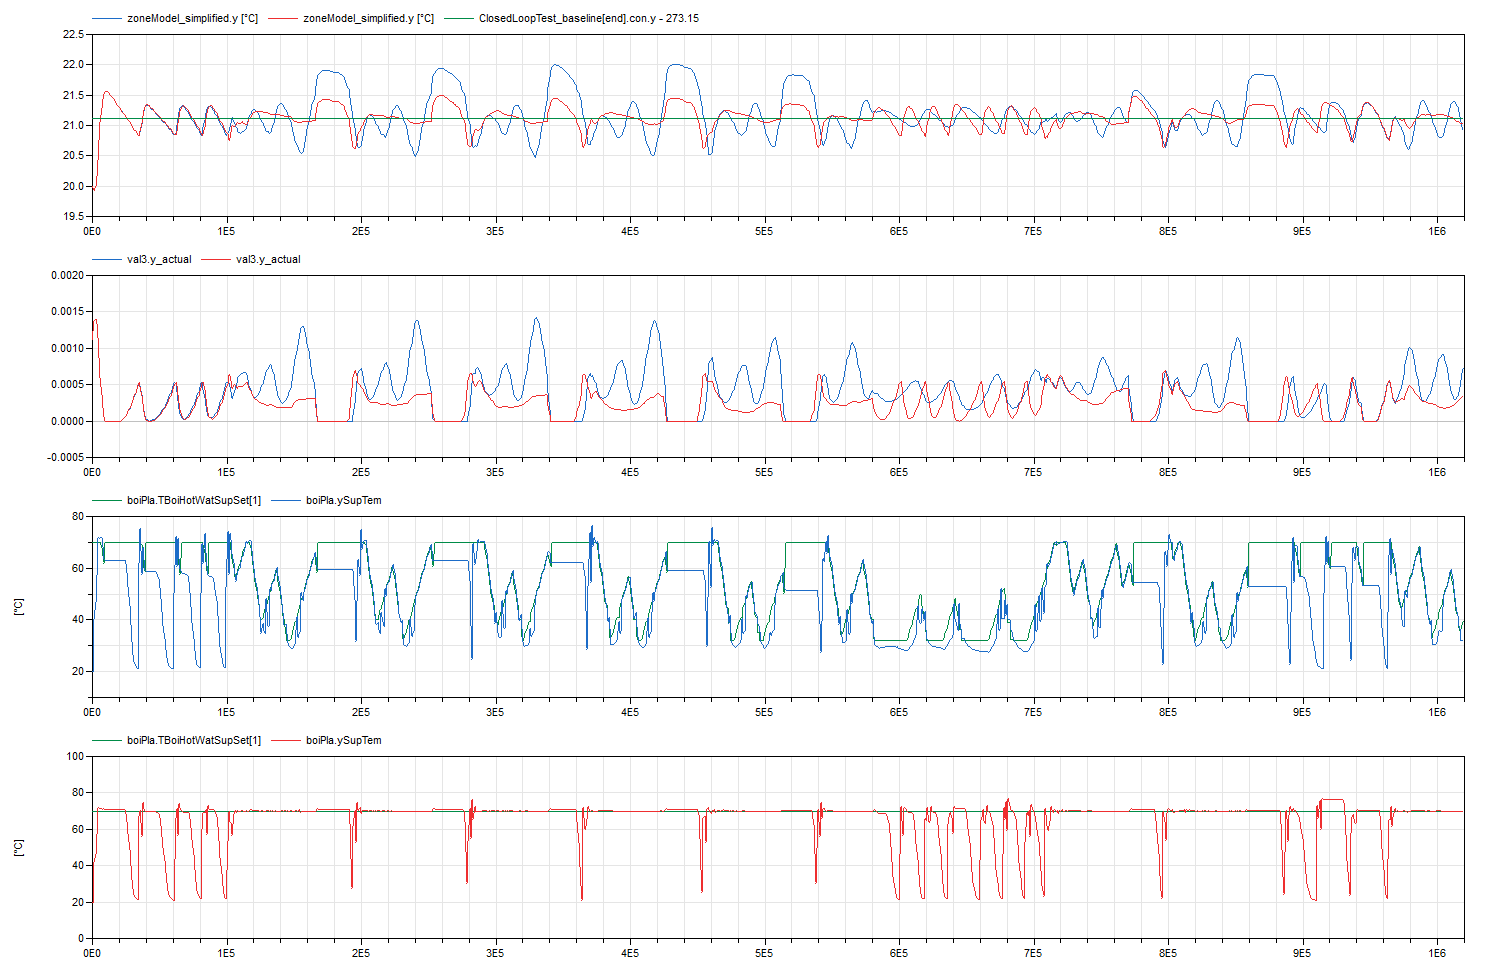 zoneModel_simplified.y [°C] zoneModel_simplified.y [°C] ClosedLoopTest_baseline[end].con.y - 273.15
22.5
22.0
21.5
21.0
20.5
20.0
19.5
0E0 1E5 2E5 3E5 4E5 5E5 6E5 7E5 8E5 9E5 1E6
val3.y_actual val3.y_actual
0.0020
0.0015
0.0010
0.0005
0.0000
-0.0005
0E0 1E5 2E5 3E5 4E5 5E5 6E5 7E5 8E5 9E5 1E6
boiPla.TBoiHotWatSupSet[1] boiPla.ySupTem
80
60
40
20
[°C]
0E0 1E5 2E5 3E5 4E5 5E5 6E5 7E5 8E5 9E5 1E6
boiPla.TBoiHotWatSupSet[1] boiPla.ySupTem
100
80
60
40
20
0
[°C]
0E0 1E5 2E5 3E5 4E5 5E5 6E5 7E5 8E5 9E5 1E6